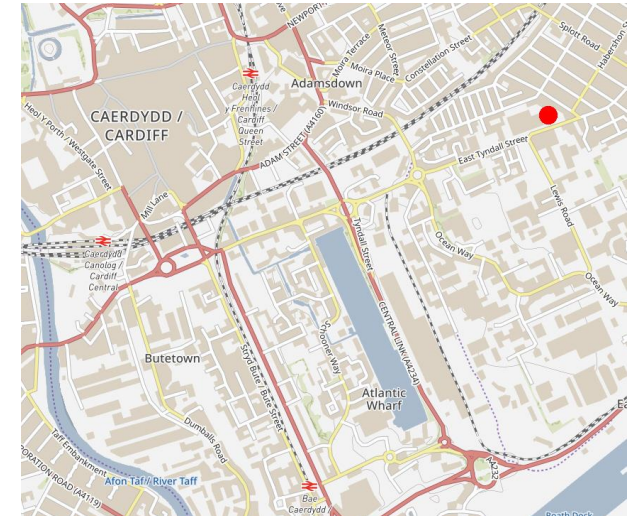 NEWPORT
Splott Road
Habershon St
Moira Terrace
Meteor Street
Constellation Street
Moira Place
Caerdydd
Heol
y Frenhines /
Cardiff
Queen
Street
Adamsdown
Windsor Road
CAERDYDD /
CARDIFF
Heol Y Porth / Westgate Street
ADAM STREET (A4160)
East Tyndall Street
Mill Lane
Lewis Road
Tyndall Street
Ocean Way
Caerdydd
Canolog /
Cardiff
Central
Ocean Way
CENTRAL LINK (A4234)
Schooner Way
Butetown
Stryd Bute / Bute Street
Atlantic
Wharf
Dumballs Road
Taff Embankment
PORATION ROAD (A4119)
Afon Taf / River Taff
A4232
Bae
Caerdydd /
Roath Dock